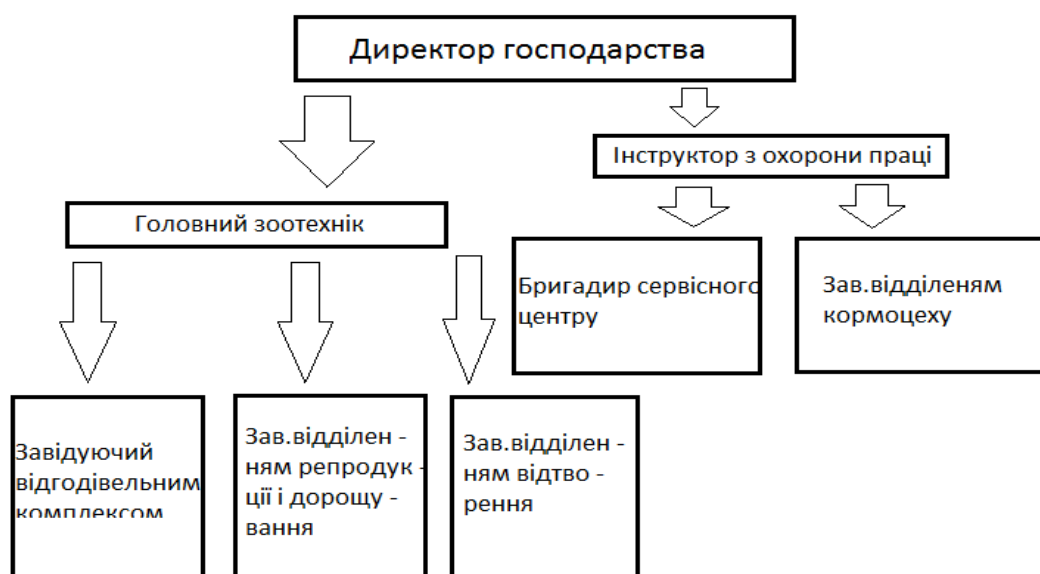 Директор господарства
Інструктор з охорони праці
Головний зоотехнік
Бригадир сервісного
центру
Зав.відділеням
кормоцеху
Завідуючий
відгодівельним
комплексом
Зав.відділен -
ням репродук -
ції і дорощу -
вання
Зав.відділен -
ням відтво -
рення